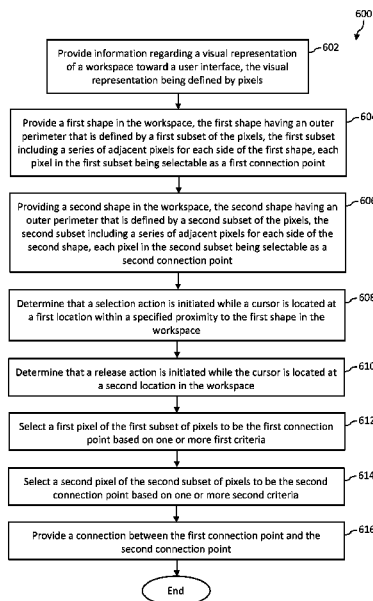 600
Provide information regarding a visual representation
of a workspace toward a user interface, the visual
representation being defined by pixels
602
Provide a first shape in the workspace, the first shape having an outer
perimeter that is defined by a first subset of the pixels, the first subset
including a series of adjacent pixels for each side of the first shape, each
pixel in the first subset being selectable as a first connection point
604
Providing a second shape in the workspace, the second shape having an
outer perimeter that is defined by a second subset of the pixels, the
second subset including a series of adjacent pixels for each side of
the second shape, each pixel in the second subset being selectable as a
second connection point
606
Determine that a selection action is initiated while a cursor is located at
a first location within a specified proximity to the first shape in the
workspace
608
Determine that a release action is initiated while the cursor is located at
a second location in the workspace
610
Select a first pixel of the first subset of pixels to be the first connection
point based on one or more first criteria
612
Select a second pixel of the second subset of pixels to be the second
connection point based on one or more second criteria
614
Provide a connection between the first connection point and the
second connection point
616
End